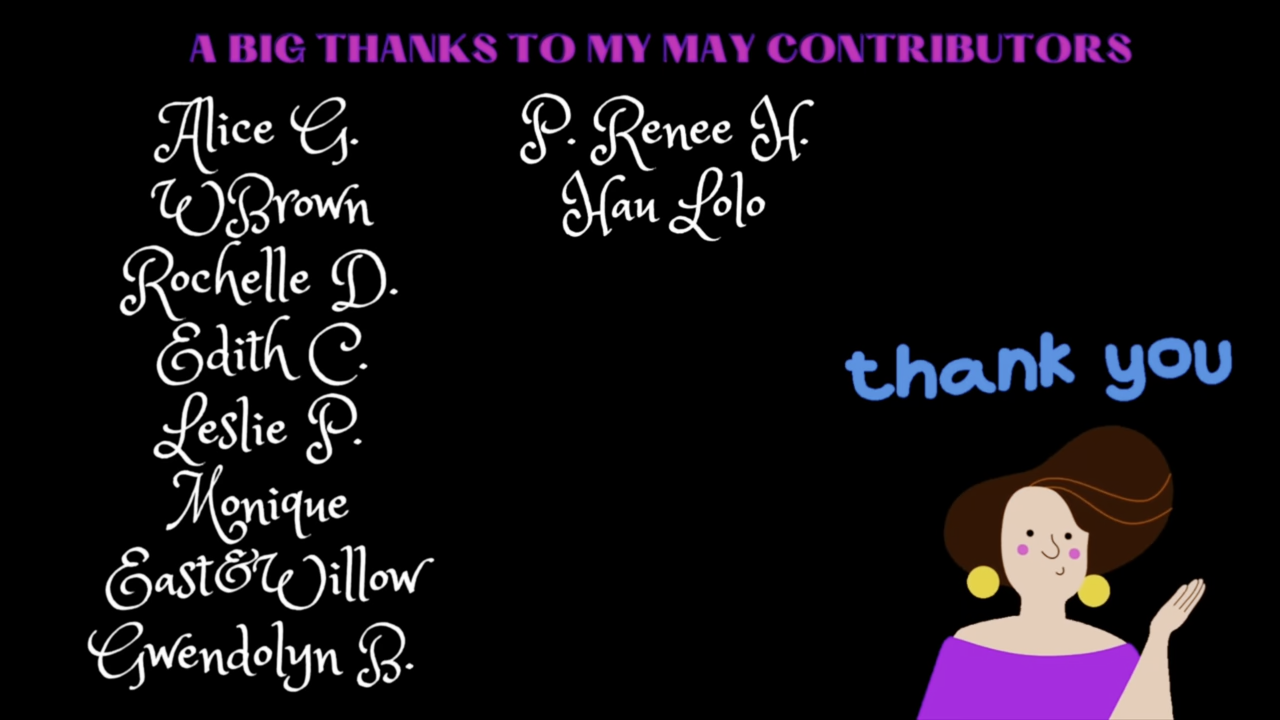 A BIG THANKS TO MY MAY CONTRIBUTORS
Alice G.
WBrown
Rochelle D.
Edith C.
Leslie P.
Monique
East&Willow
Gwendolyn B.
P. Renee H.
Hau Lolo
thank you